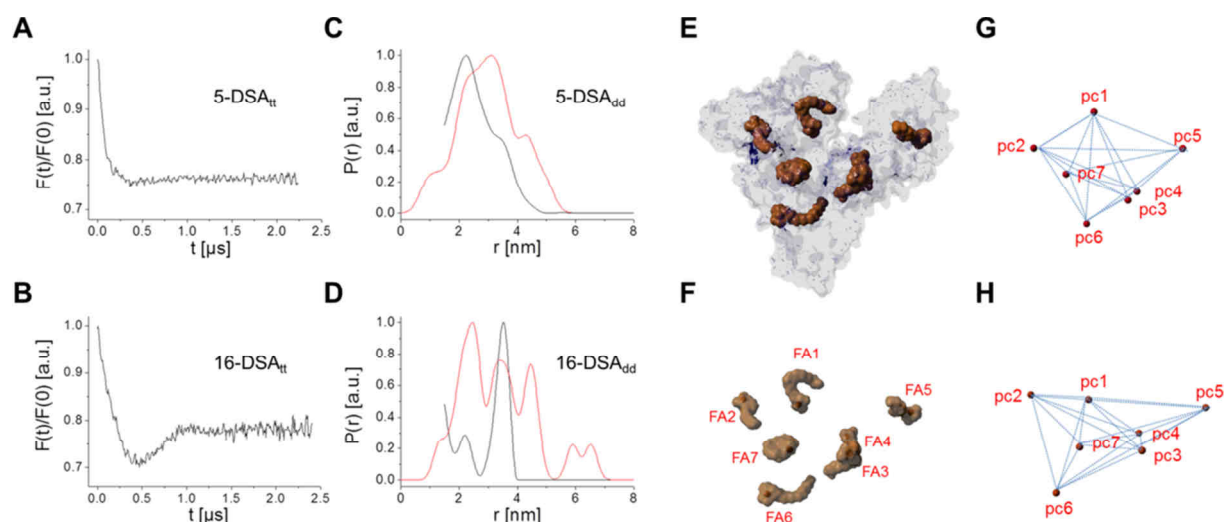 A
F(t)/F(0) [a.u.]
1.0
0.9
0.8
0.7
5-DSAtt
0.0 0.5 1.0 1.5 2.0 2.5
t [µs]
C
P(r) [a.u.]
1.0
0.8
0.6
0.4
0.2
0.0
5-DSAdd
0 2 4 6 8
r [nm]
E
G
pc1
pc2
pc5
pc7
pc4
pc3
pc6
B
F(t)/F(0) [a.u.]
1.0
0.9
0.8
0.7
16-DSAtt
0.0 0.5 1.0 1.5 2.0 2.5
t [µs]
D
P(r) [a.u.]
1.0
0.8
0.6
0.4
0.2
0.0
16-DSAdd
0 2 4 6 8
r [nm]
F
FA1
FA2
FA5
FA7
FA4
FA3
FA6
H
pc2
pc1
pc5
pc7
pc4
pc3
pc6